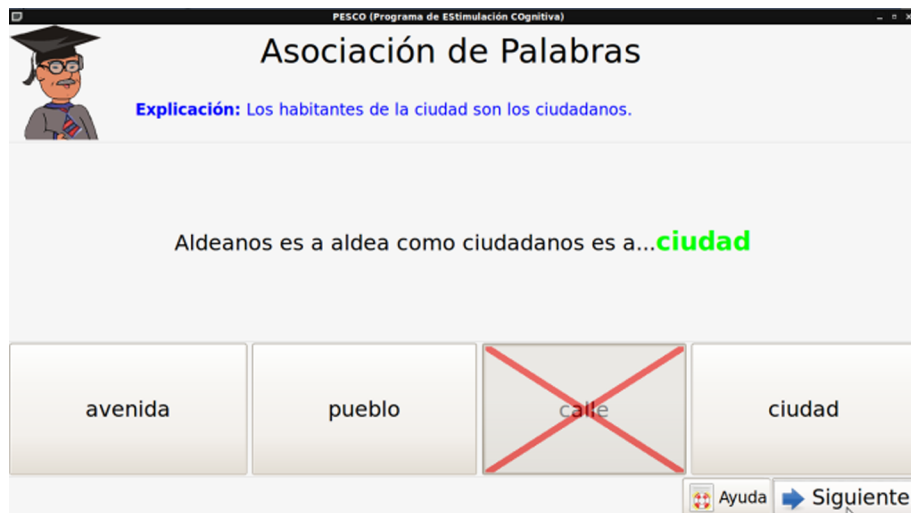 PESCO (Programa de EStimulación COgnitiva)
Asociación de Palabras
Explicación: Los habitantes de la ciudad son los ciudadanos.
Aldeanos es a aldea como ciudadanos es a...ciudad
avenida
pueblo
calle
ciudad
Ayuda
Siguiente